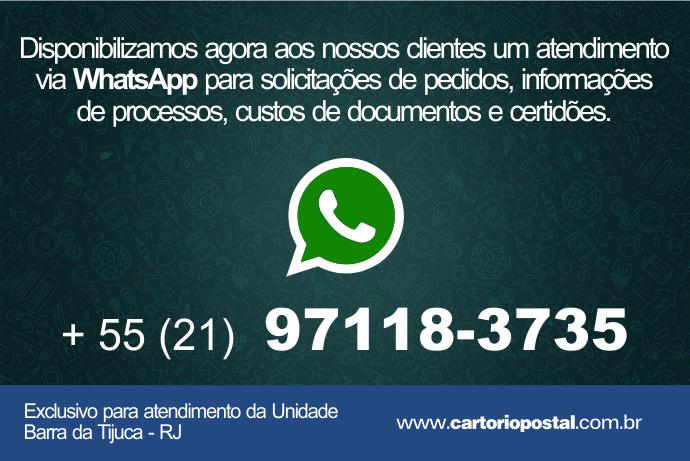 Disponibilizamos agora aos nossos clientes um atendimento
via WhatsApp para solicitações de pedidos, informações
de processos, custos de documentos e certidões.
+ 55 (21) 97118-3735
Exclusivo para atendimento da Unidade
Barra da Tijuca - RJ
www.cartoriopostal.com.br